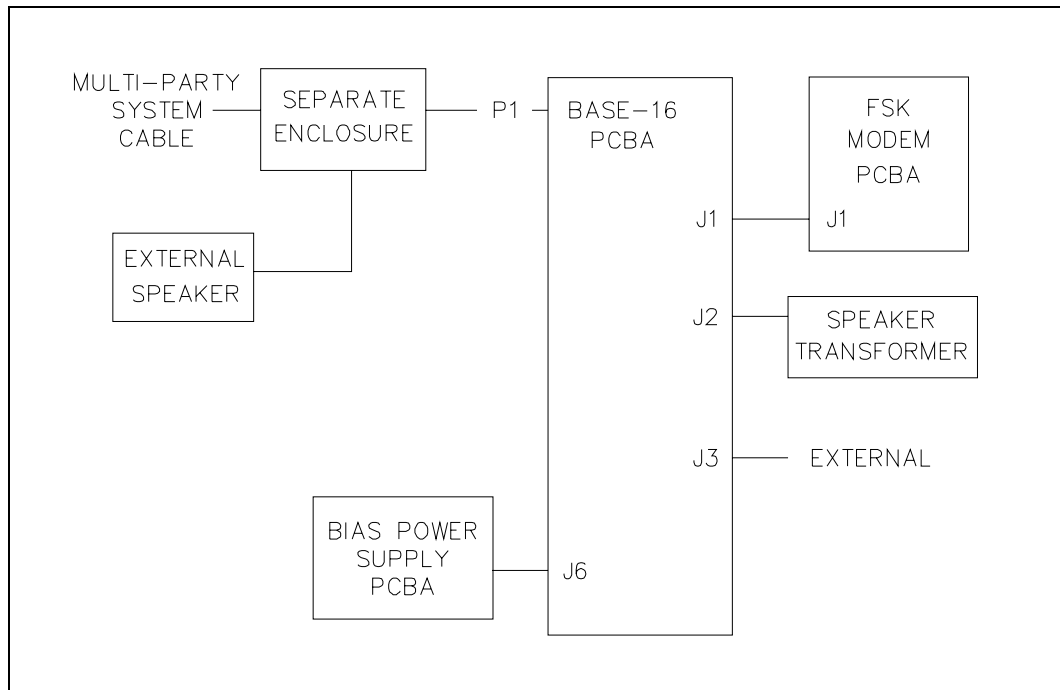 MULTI-PARTY
SYSTEM
CABLE
SEPARATE
ENCLOSURE
P1
BASE-16
PCBA
FSK
MODEM
PCBA
J1
J1
EXTERNAL
SPEAKER
J2
SPEAKER
TRANSFORMER
J3
EXTERNAL
BIAS POWER
SUPPLY
PCBA
J6